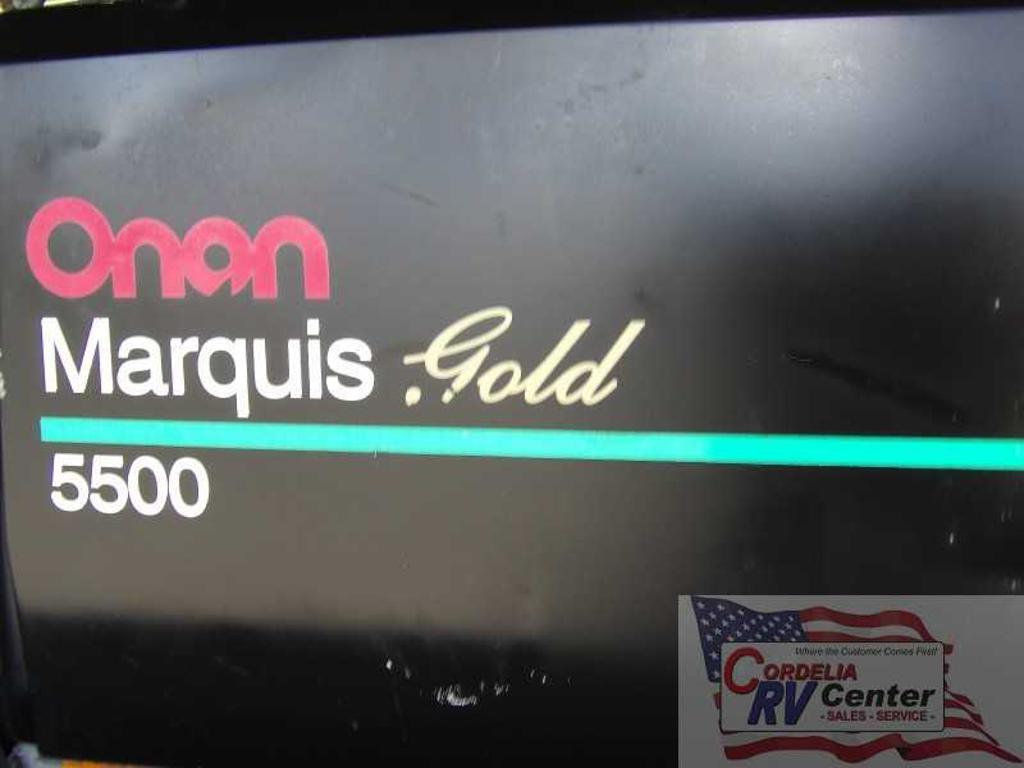 Onan
Marquis Gold
5500
Where the Customer Comes First!
CORDELIA
RV Center
- SALES - SERVICE -